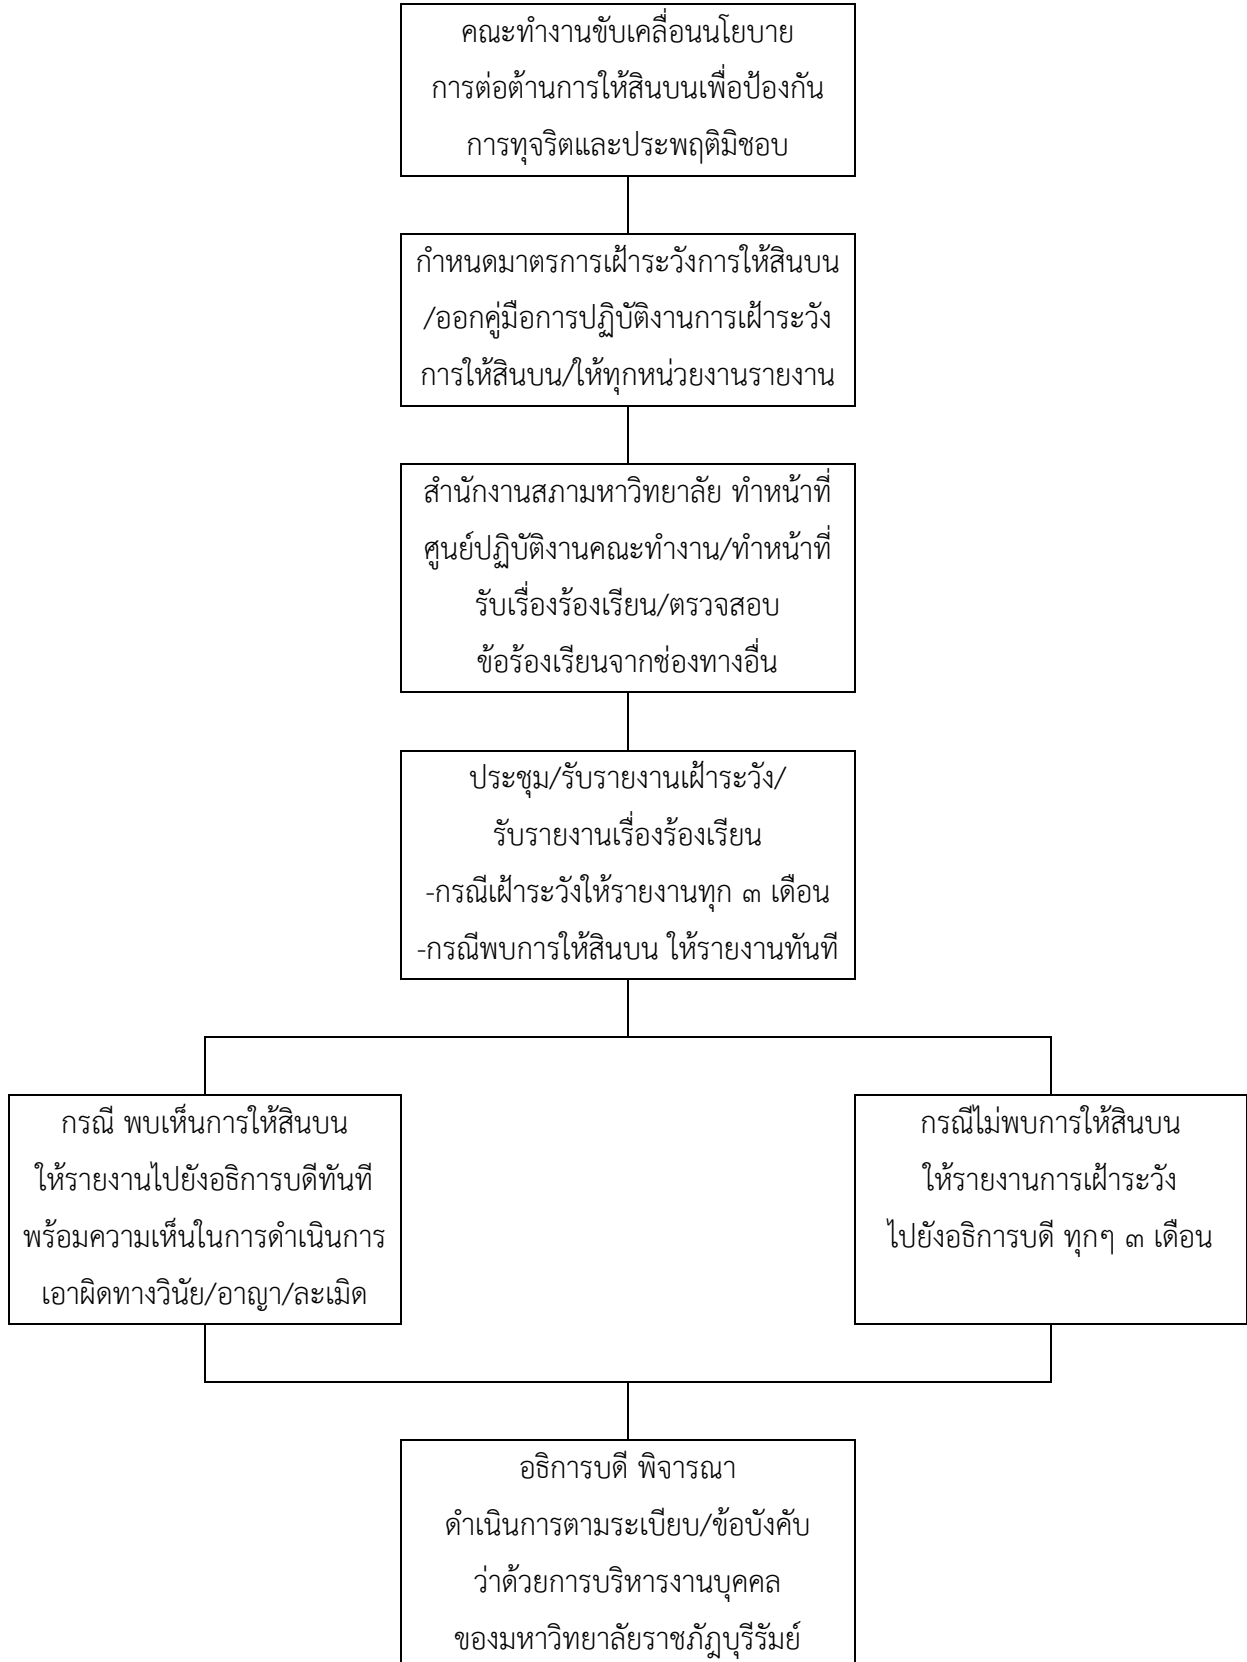 คณะทำงานขับเคลื่อนนโยบาย
การต่อต้านการให้สินบนเพื่อป้องกัน
การทุจริตและประพฤติมิชอบ
กำหนดมาตรการเฝ้าระวังการให้สินบน
/ออกคู่มือการปฏิบัติงานการเฝ้าระวัง
การให้สินบน/ให้ทุกหน่วยงานรายงาน
สำนักงานสภามหาวิทยาลัย ทำหน้าที่
ศูนย์ปฏิบัติงานคณะทำงาน/ทำหน้าที่
รับเรื่องร้องเรียน/ตรวจสอบ
ข้อร้องเรียนจากช่องทางอื่น
ประชุม/รับรายงานเฝ้าระวัง/
รับรายงานเรื่องร้องเรียน
-กรณีเฝ้าระวังให้รายงานทุก ๓ เดือน
-กรณีพบการให้สินบน ให้รายงานทันที
กรณี พบเห็นการให้สินบน
ให้รายงานไปยังอธิการบดีทันที
พร้อมความเห็นในการดำเนินการ
เอาผิดทางวินัย/อาญา/ละเมิด
กรณีไม่พบการให้สินบน
ให้รายงานการเฝ้าระวัง
ไปยังอธิการบดี ทุกๆ ๓ เดือน
อธิการบดี พิจารณา
ดำเนินการตามระเบียบ/ข้อบังคับ
ว่าด้วยการบริหารงานบุคคล
ของมหาวิทยาลัยราชภัฏบุรีรัมย์